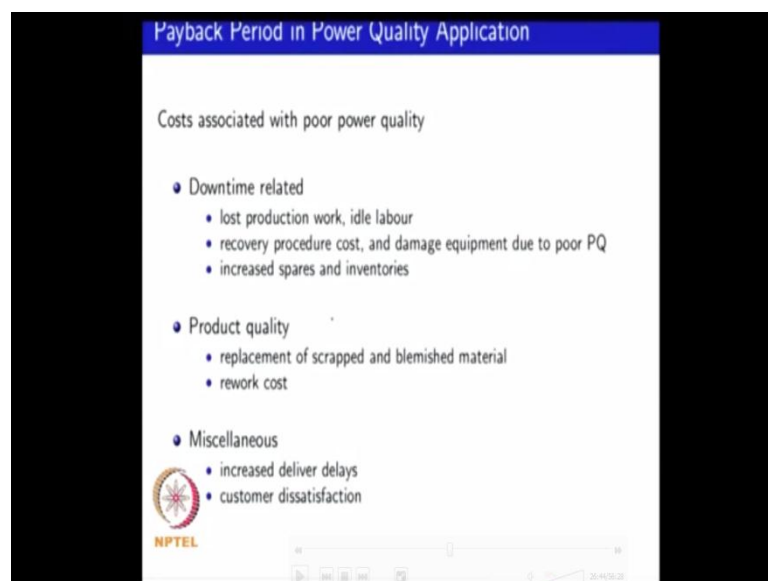 Payback Period in Power Quality Application
Costs associated with poor power quality
Downtime related
lost production work, idle labour
recovery procedure cost, and damage equipment due to poor PQ
increased spares and inventories
Product quality
replacement of scrapped and blemished material
rework cost
Miscellaneous
increased deliver delays
customer dissatisfaction
NPTEL